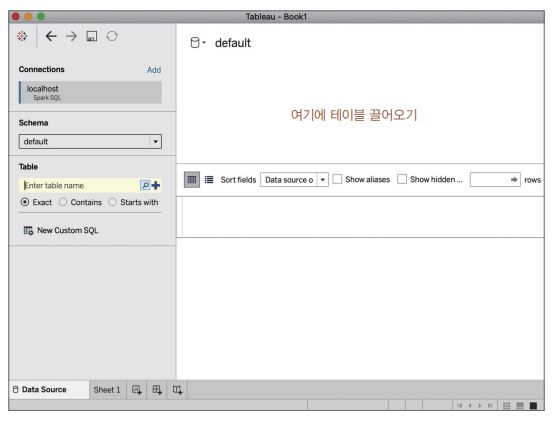 Tableau - Book1
Connections
Add
localhost
Spark SQL
Schema
default
Table
Enter table name
Exact
Contains
Starts with
New Custom SQL
default
여기에 테이블 끌어오기
Sort fields
Data source o
Show aliases
Show hidden ...
rows
Data Source
Sheet 1